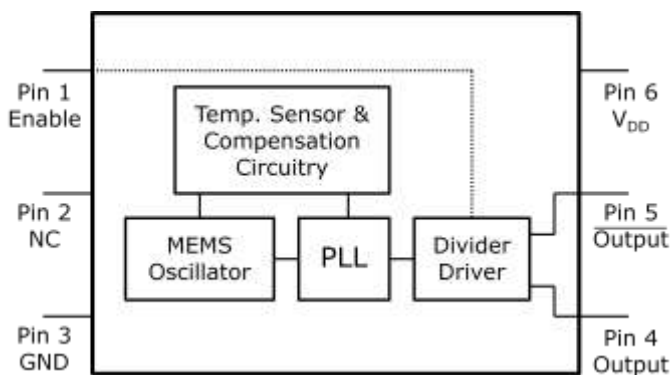 Pin 1
Enable
Pin 2
NC
Pin 3
GND
Temp. Sensor &
Compensation
Circuitry
MEMS
Oscillator
PLL
Divider
Driver
Pin 6
V_DD
Pin 5
Output
Pin 4
Output